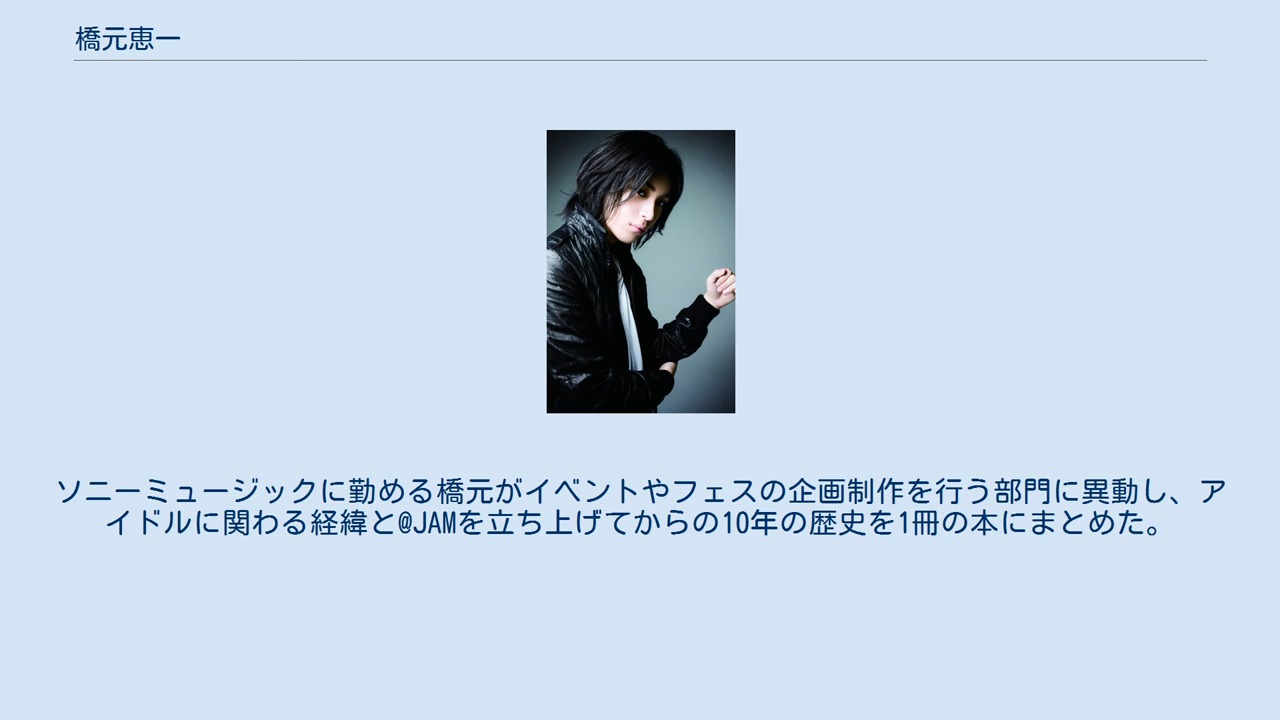 橋元恵一
ソニーミュージックに勤める橋元がイベントやフェスの企画制作を行う部門に異動し、ア
イドルに関わる経緯と@JAMを立ち上げてからの10年の歴史を1冊の本にまとめた。